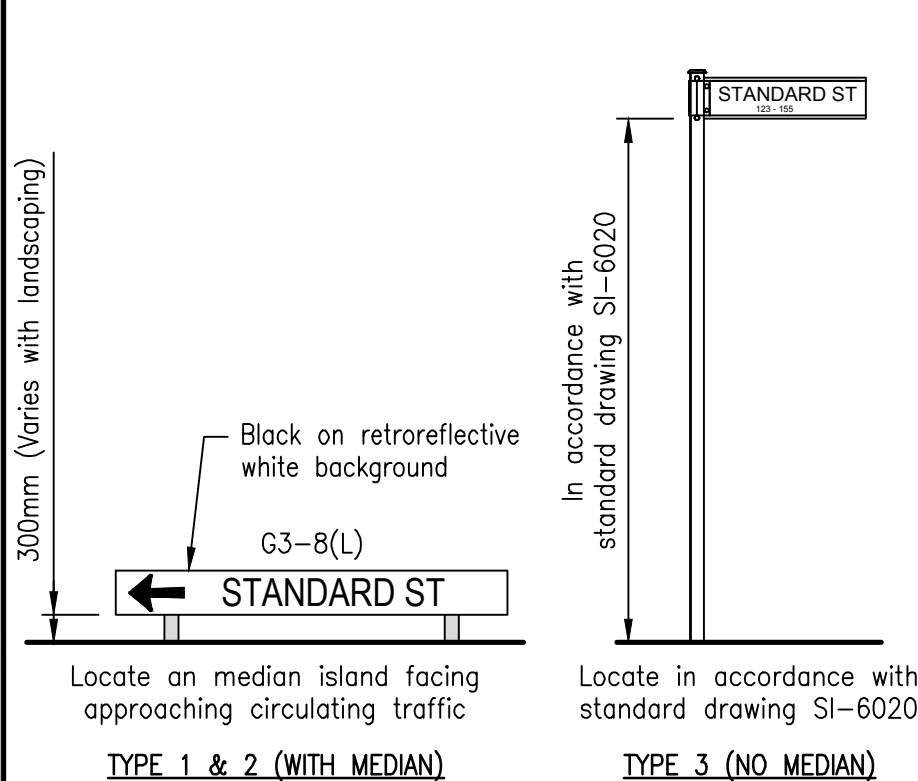 300mm (Varies with landscaping)
Black on retroreflective
white background
G3-8(L)
STANDARD ST
Locate an median island facing
approaching circulating traffic
TYPE 1 & 2 (WITH MEDIAN)
STANDARD ST
123 - 155
In accordance with
standard drawing SI-6020
Locate in accordance with
standard drawing SI-6020
TYPE 3 (NO MEDIAN)